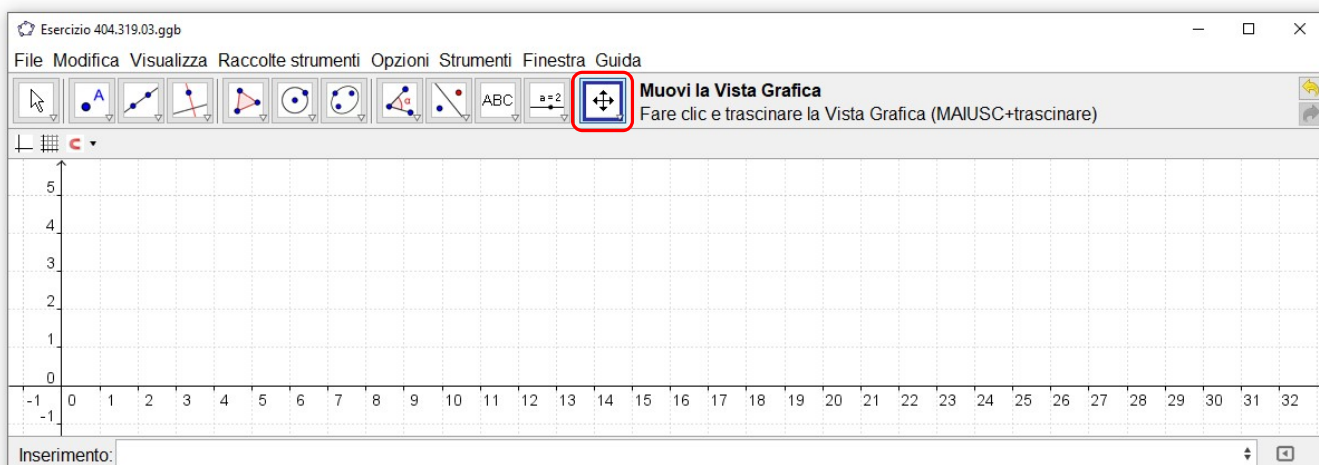 Esercizio 404.319.03.ggb
File Modifica Visualizza Raccolte strumenti Opzioni Strumenti Finestra Guida
A α ABC a=2
Muovi la Vista Grafica
Fare clic e trascinare la Vista Grafica (MAIUSC+trascinare)
5
4
3
2
1
0
-1 0 1 2 3 4 5 6 7 8 9 10 11 12 13 14 15 16 17 18 19 20 21 22 23 24 25 26 27 28 29 30 31 32
-1
Inserimento: